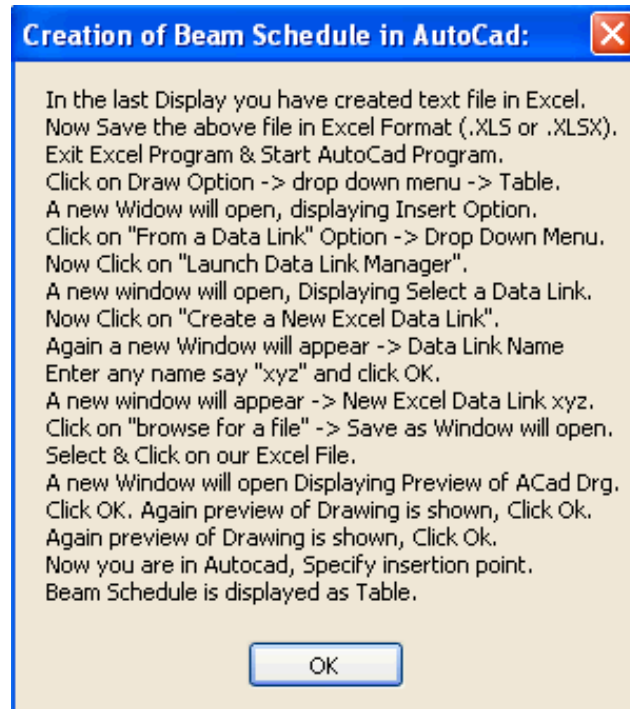 Creation of Beam Schedule in AutoCad:
In the last Display you have created text file in Excel.
Now Save the above file in Excel Format (.XLS or .XLSX).
Exit Excel Program & Start AutoCad Program.
Click on Draw Option -> drop down menu -> Table.
A new Widow will open, displaying Insert Option.
Click on "From a Data Link" Option -> Drop Down Menu.
Now Click on "Launch Data Link Manager".
A new window will open, Displaying Select a Data Link.
Now Click on "Create a New Excel Data Link".
Again a new Window will appear -> Data Link Name
Enter any name say "xyz" and click OK.
A new window will appear -> New Excel Data Link xyz.
Click on "browse for a file" -> Save as Window will open.
Select & Click on our Excel File.
A new Window will open Displaying Preview of ACad Drg.
Click OK. Again preview of Drawing is shown, Click Ok.
Again preview of Drawing is shown, Click Ok.
Now you are in Autocad, Specify insertion point.
Beam Schedule is displayed as Table.
OK